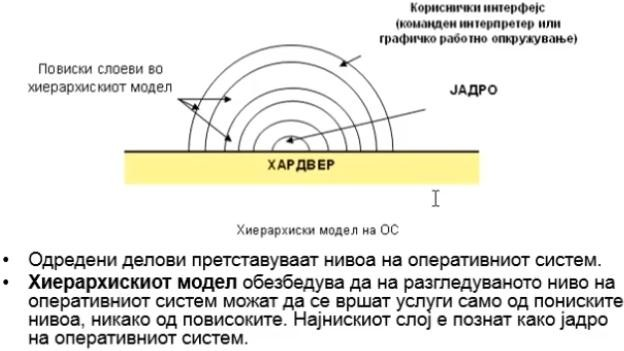 Кориснички интерфејс
(команден интерпретер или
графичко работно опкружување)
Повиски слоеви во
хиерархискиот модел
ЈАДРО
ХАРДВЕР
Хиерархиски модел на ОС
• Одредени делови претставуваат нивоа на оперативниот систем.
• Хиерархискиот модел обезбедува да на разгледуваното ниво на
оперативниот систем можат да се вршат услуги само од пониските
нивоа, никако од повисоките. Најнискиот слој е познат како јадро
на оперативниот систем.